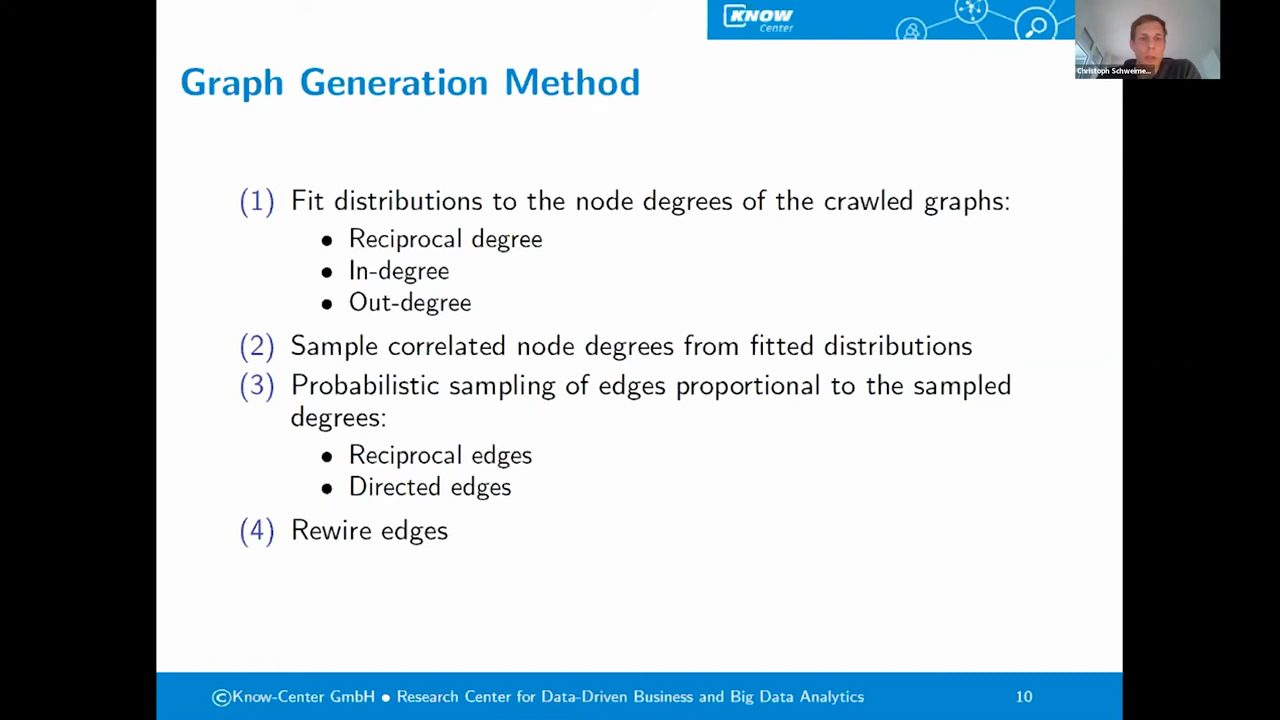 KNOW
Center
Christoph Schweime...
Graph Generation Method
(1) Fit distributions to the node degrees of the crawled graphs:
• Reciprocal degree
• In-degree
• Out-degree
(2) Sample correlated node degrees from fitted distributions
(3) Probabilistic sampling of edges proportional to the sampled
degrees:
• Reciprocal edges
• Directed edges
(4) Rewire edges
©Know-Center GmbH • Research Center for Data-Driven Business and Big Data Analytics
10